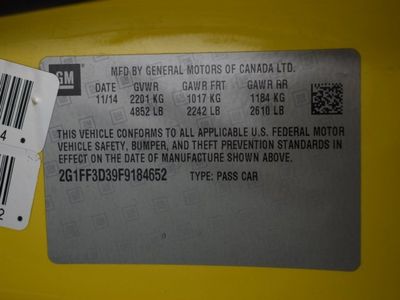 GM
MFD BY GENERAL MOTORS OF CANADA LTD.
DATE GVWR GAWR FRT GAWR RR
11/14 2201 KG 1017 KG 1184 KG
4852 LB 2242 LB 2610 LB
THIS VEHICLE CONFORMS TO ALL APPLICABLE U.S. FEDERAL MOTOR
VEHICLE SAFETY, BUMPER, AND THEFT PREVENTION STANDARDS IN
EFFECT ON THE DATE OF MANUFACTURE SHOWN ABOVE.
2G1FF3D39F9184652 TYPE: PASS CAR
4
2